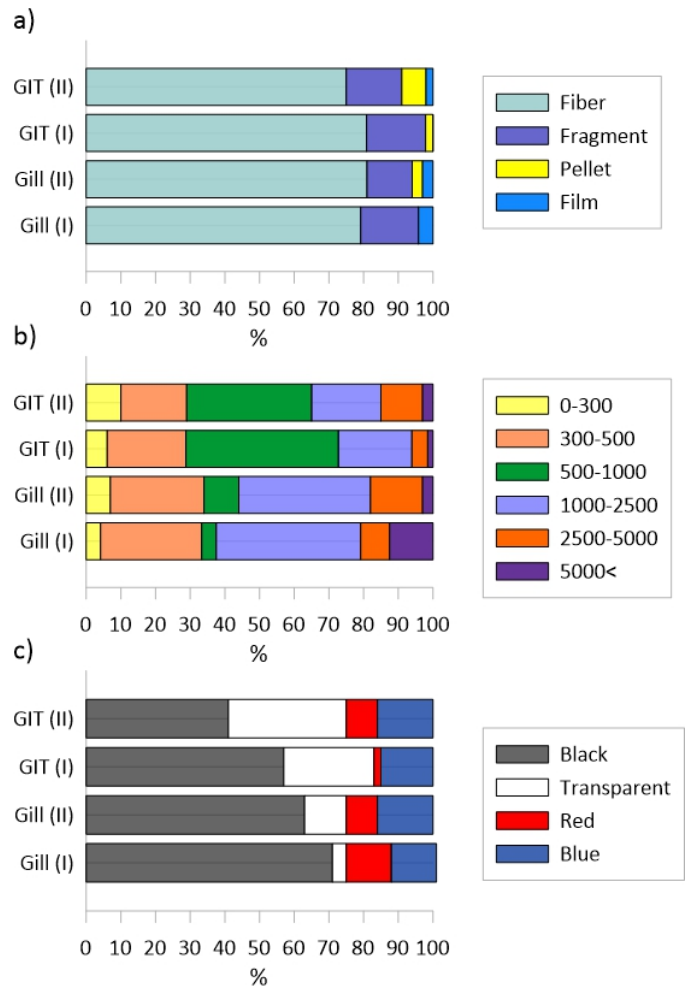 a)
GIT (II)
GIT (I)
Gill (II)
Gill (I)
0 10 20 30 40 50 60 70 80 90 100
%
Fiber
Fragment
Pellet
Film
b)
GIT (II)
GIT (I)
Gill (II)
Gill (I)
0 10 20 30 40 50 60 70 80 90 100
%
0-300
300-500
500-1000
1000-2500
2500-5000
5000<
c)
GIT (II)
GIT (I)
Gill (II)
Gill (I)
0 10 20 30 40 50 60 70 80 90 100
%
Black
Transparent
Red
Blue